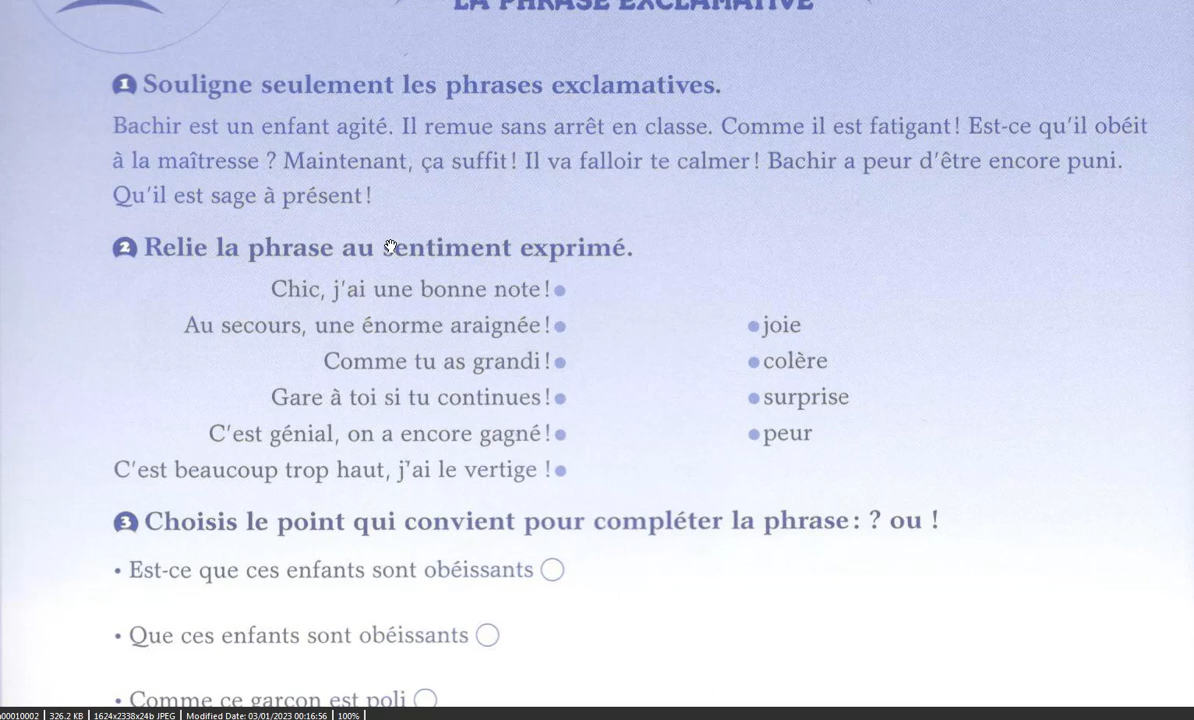 LA PHRASE EXCLAMATIVE
1 Souligne seulement les phrases exclamatives.
Bachir est un enfant agité. Il remue sans arrêt en classe. Comme il est fatigant! Est-ce qu'il obéit
à la maîtresse ? Maintenant, ça suffit! Il va falloir te calmer! Bachir a peur d'être encore puni.
Qu'il est sage à présent!
2 Relie la phrase au sentiment exprimé.
Chic, j'ai une bonne note!
Au secours, une énorme araignée!
joie
Comme tu as grandi!
colère
Gare à toi si tu continues!
surprise
C'est génial, on a encore gagné!
peur
C'est beaucoup trop haut, j'ai le vertige !
3 Choisis le point qui convient pour compléter la phrase: ? ou !
• Est-ce que ces enfants sont obéissants
• Que ces enfants sont obéissants
• Comme ce garçon est poli
a00010002 | 326.2 KB | 1624x2338x24b JPEG | Modified Date: 03/01/2023 00:16:56 | 100% |